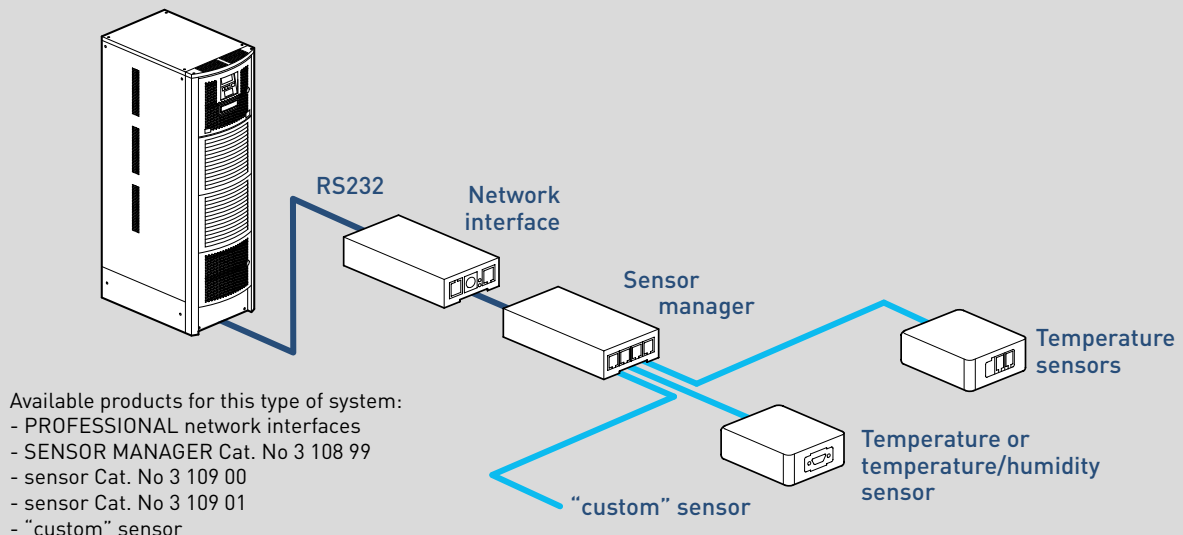 RS232
Network
interface
Sensor
manager
Temperature
sensors
Temperature or
temperature/humidity
sensor
“custom” sensor
Available products for this type of system:
- PROFESSIONAL network interfaces
- SENSOR MANAGER Cat. No 3 108 99
- sensor Cat. No 3 109 00
- sensor Cat. No 3 109 01
- “custom” sensor